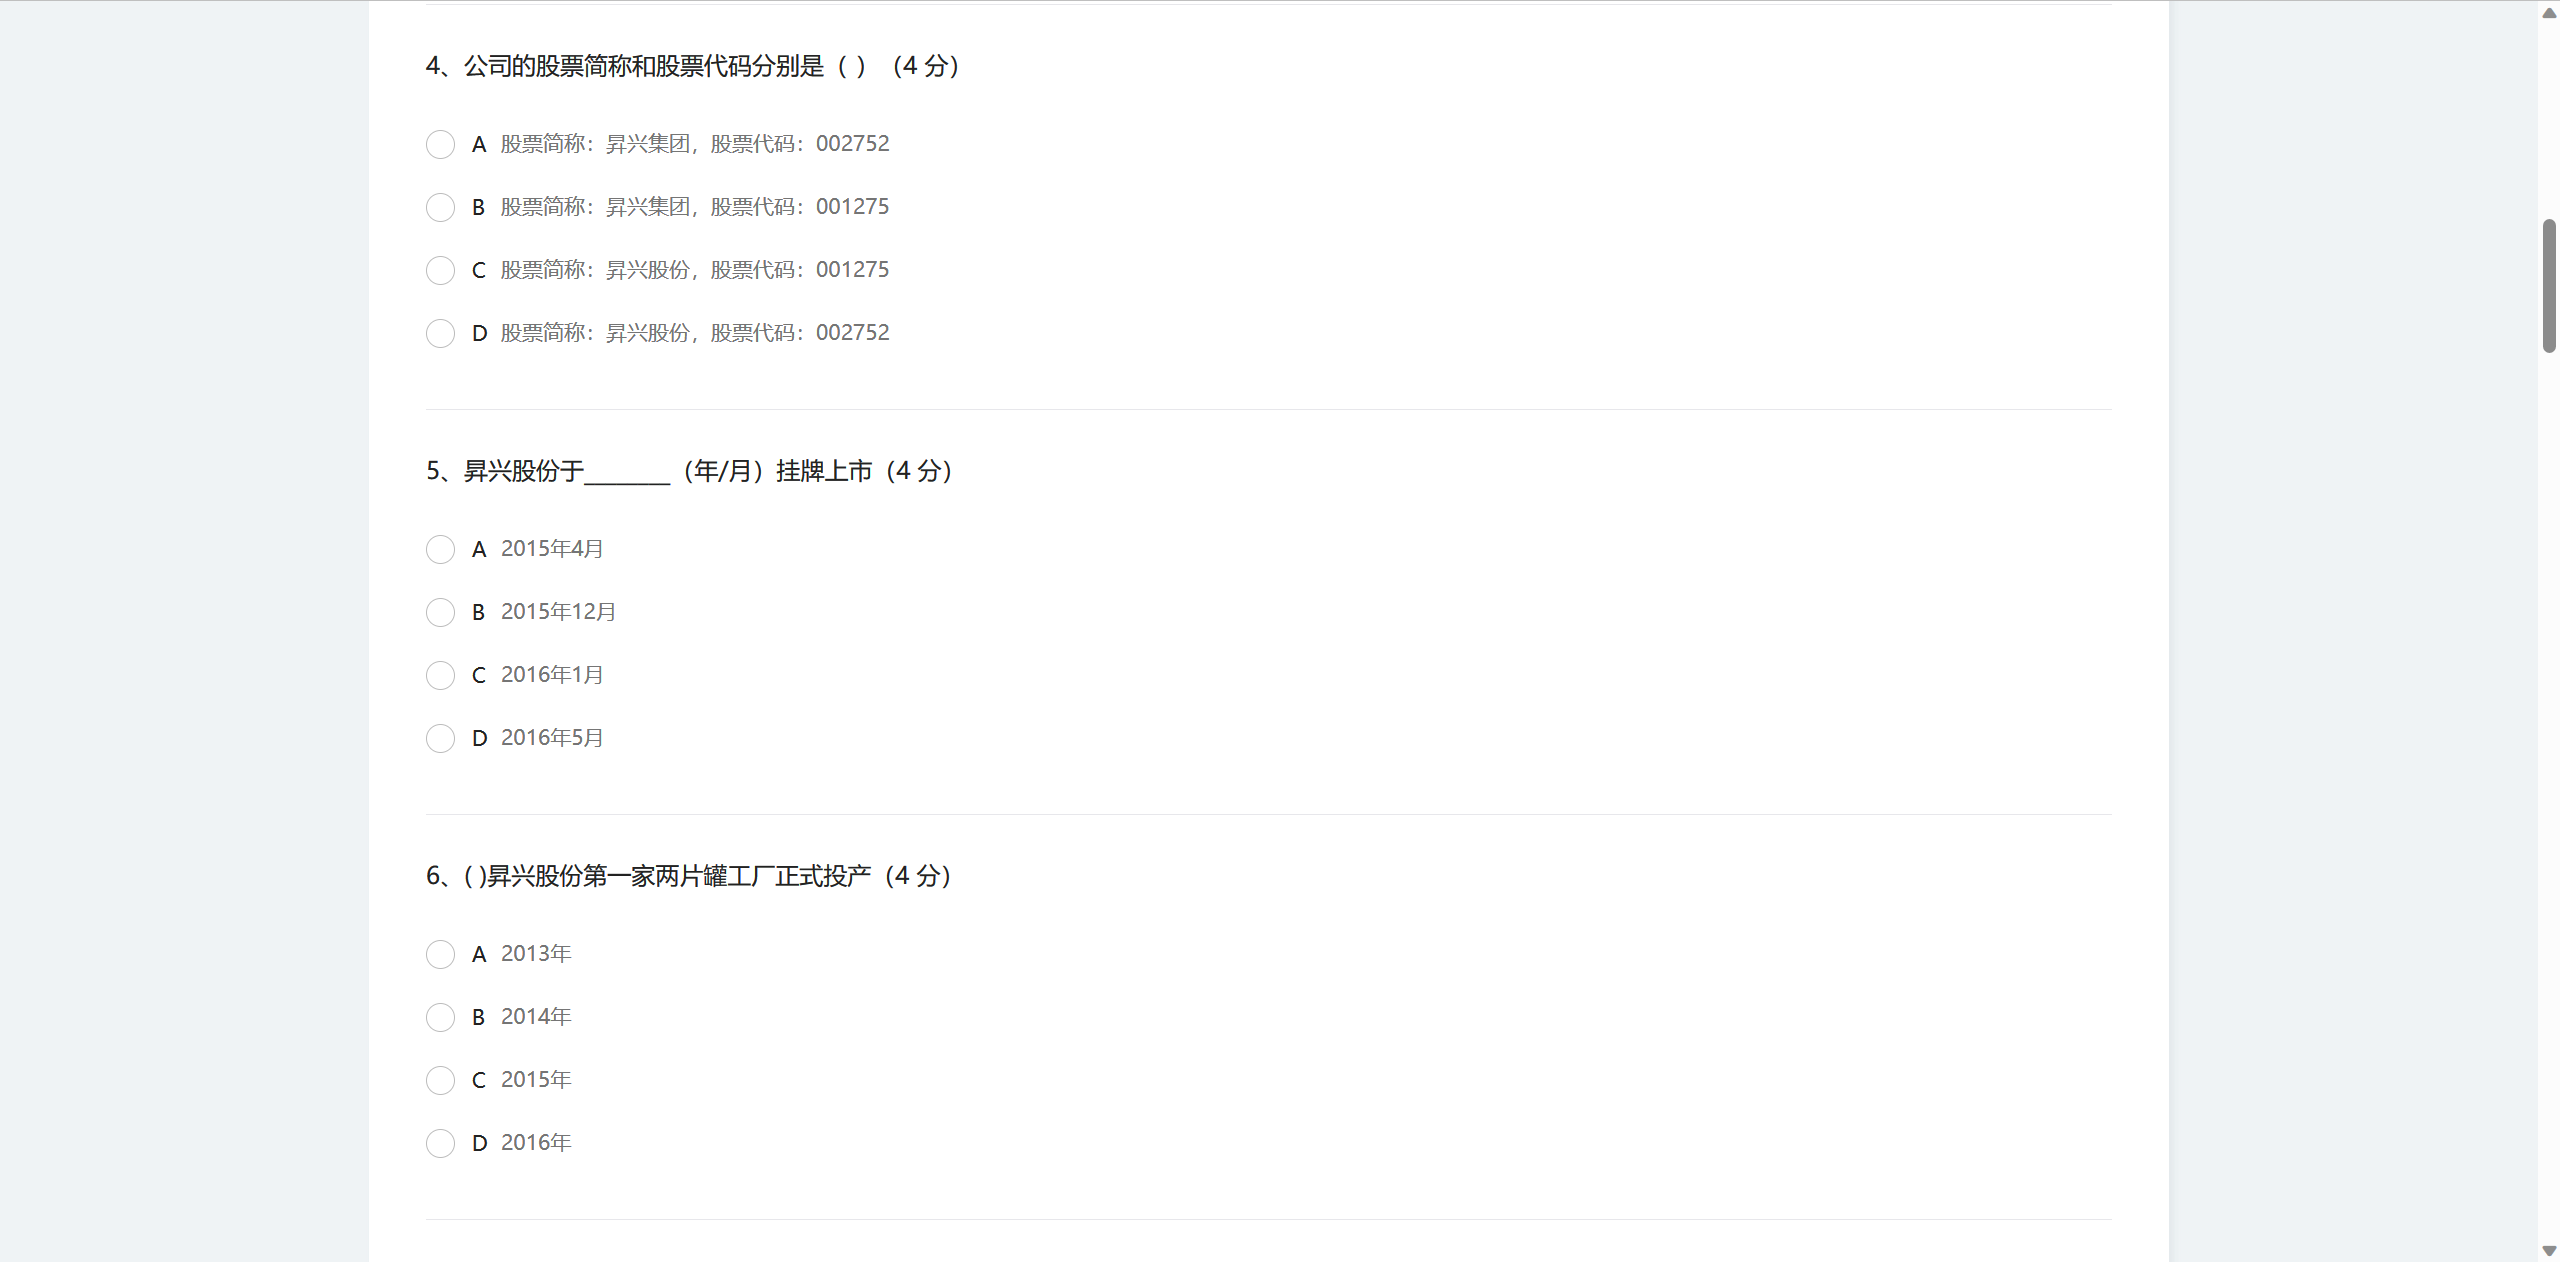 4、公司的股票简称和股票代码分别是（ ）（4 分）
A 股票简称：昇兴集团，股票代码：002752
B 股票简称：昇兴集团，股票代码：001275
C 股票简称：昇兴股份，股票代码：001275
D 股票简称：昇兴股份，股票代码：002752
5、昇兴股份于_______（年/月）挂牌上市（4 分）
A 2015年4月
B 2015年12月
C 2016年1月
D 2016年5月
6、( )昇兴股份第一家两片罐工厂正式投产（4 分）
A 2013年
B 2014年
C 2015年
D 2016年